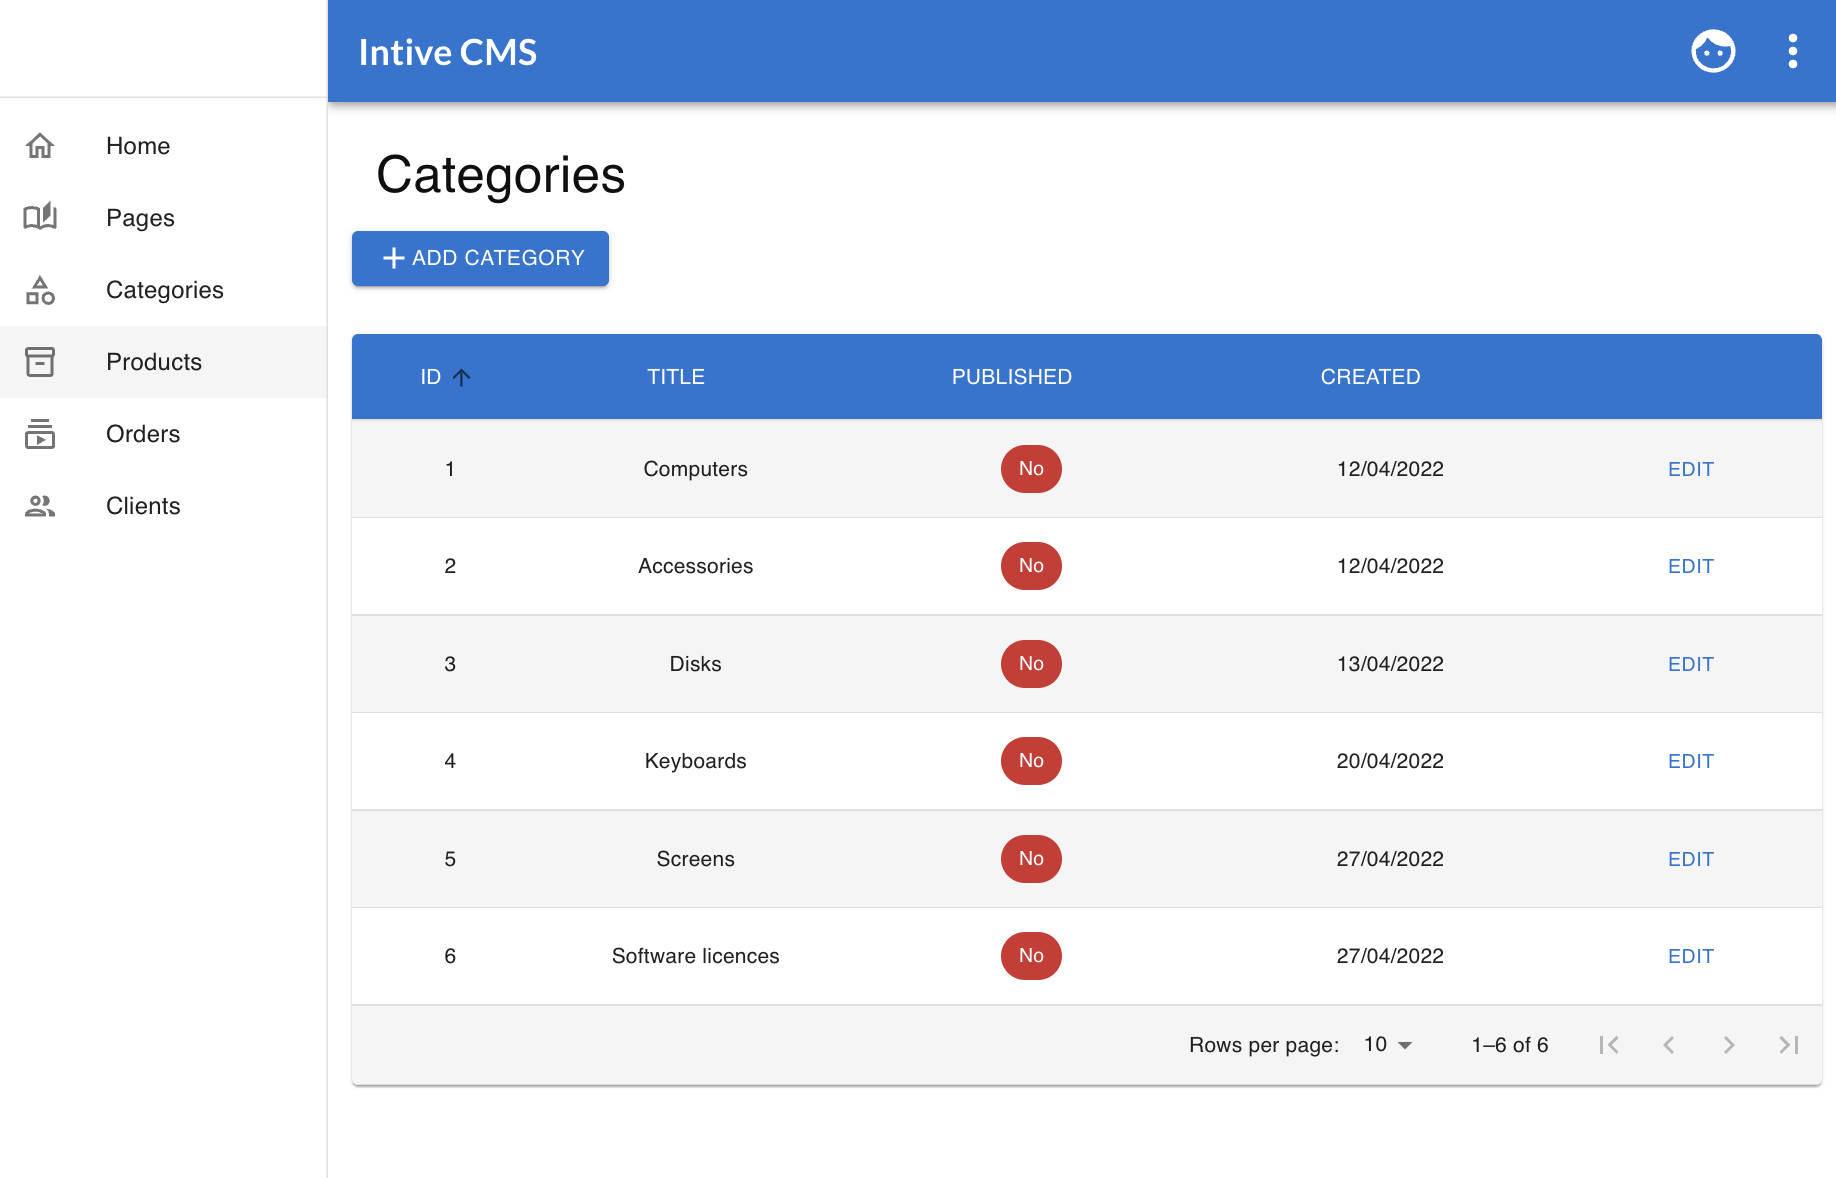 Intive CMS
Home
Pages
Categories
Products
Orders
Clients
Categories
ADD CATEGORY
ID TITLE PUBLISHED CREATED
1 Computers No 12/04/2022 EDIT
2 Accessories No 12/04/2022 EDIT
3 Disks No 13/04/2022 EDIT
4 Keyboards No 20/04/2022 EDIT
5 Screens No 27/04/2022 EDIT
6 Software licences No 27/04/2022 EDIT
Rows per page: 10 1–6 of 6